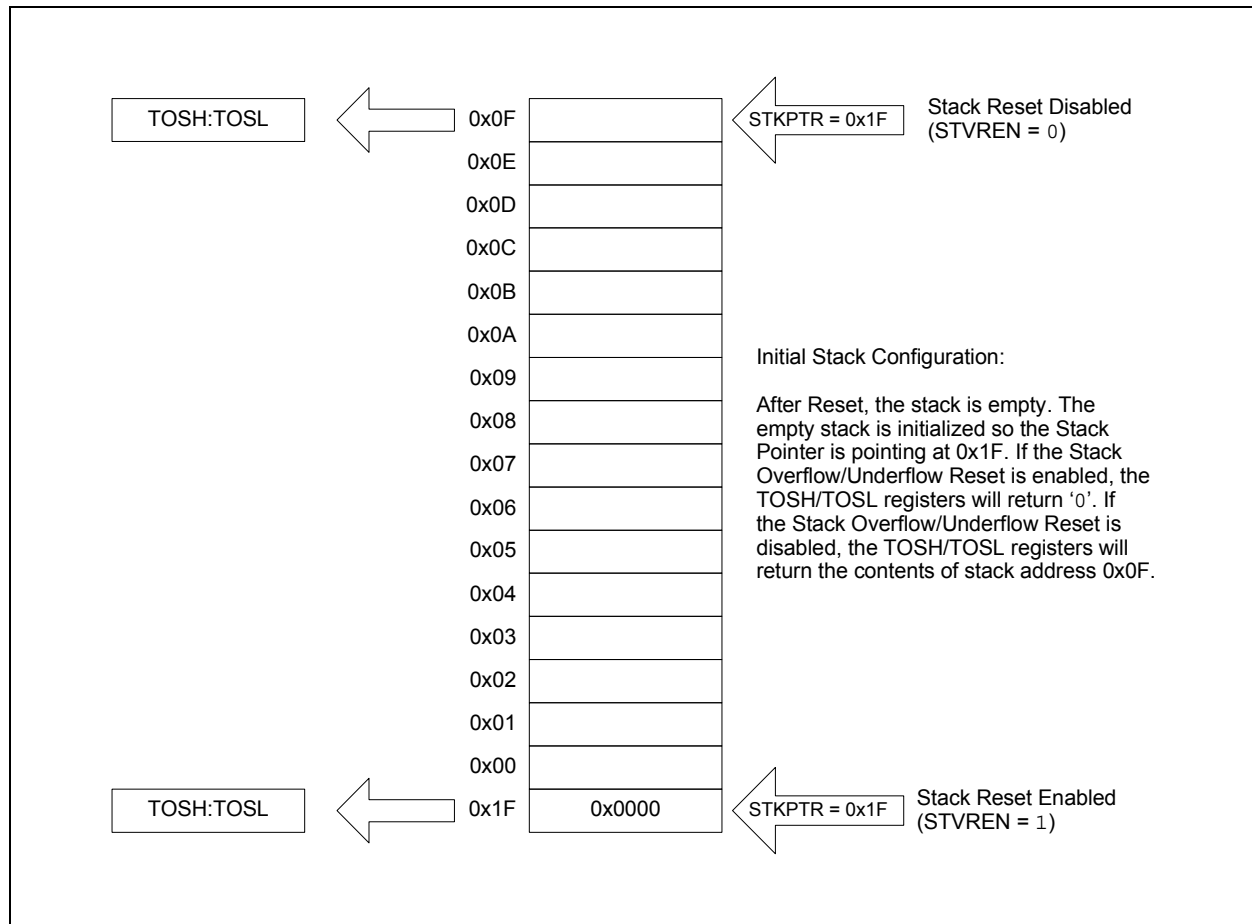 TOSH:TOSL
0x0F
STKPTR = 0x1F
Stack Reset Disabled
(STVREN = 0)
0x0E
0x0D
0x0C
0x0B
0x0A
0x09
0x08
0x07
0x06
0x05
0x04
0x03
0x02
0x01
0x00
Initial Stack Configuration:
After Reset, the stack is empty. The
empty stack is initialized so the Stack
Pointer is pointing at 0x1F. If the Stack
Overflow/Underflow Reset is enabled, the
TOSH/TOSL registers will return ‘0’. If
the Stack Overflow/Underflow Reset is
disabled, the TOSH/TOSL registers will
return the contents of stack address 0x0F.
TOSH:TOSL
0x1F
0x0000
STKPTR = 0x1F
Stack Reset Enabled
(STVREN = 1)